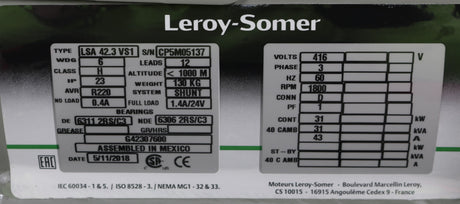 Leroy-Somer
TYPE LSA 42.3 VS1 S/N CP5M05137
WDG 6 LEADS 12
CLASS H ALTITUDE < 1000 M
IP 23 WEIGHT 130 KG
AVR R220 SYSTEM SHUNT
NO LOAD 0.4A FULL LOAD 1.4A/24V
BEARINGS
DE 6311 2RS/C3 NDE 6306 2RS/C3
GREASE GR/HRS
G42307600
ASSEMBLED IN MEXICO
EAC 5/11/2018 SA
VOLTS 416 V
PHASE 3
HZ 60
RPM 1800
CONN D
PF 1
CONT 31 kW
40 CAMB 31 kVA
43 A
ST-BY kW
40 C AMB kVA
A
IEC 60034 - 1 & 5. / ISO 8528 - 3. / NEMA MG1 - 32 & 33.
Moteurs Leroy-Somer - Boulevard Marcellin Leroy,
CS 10015 - 16915 Angoulême Cedex 9 - France